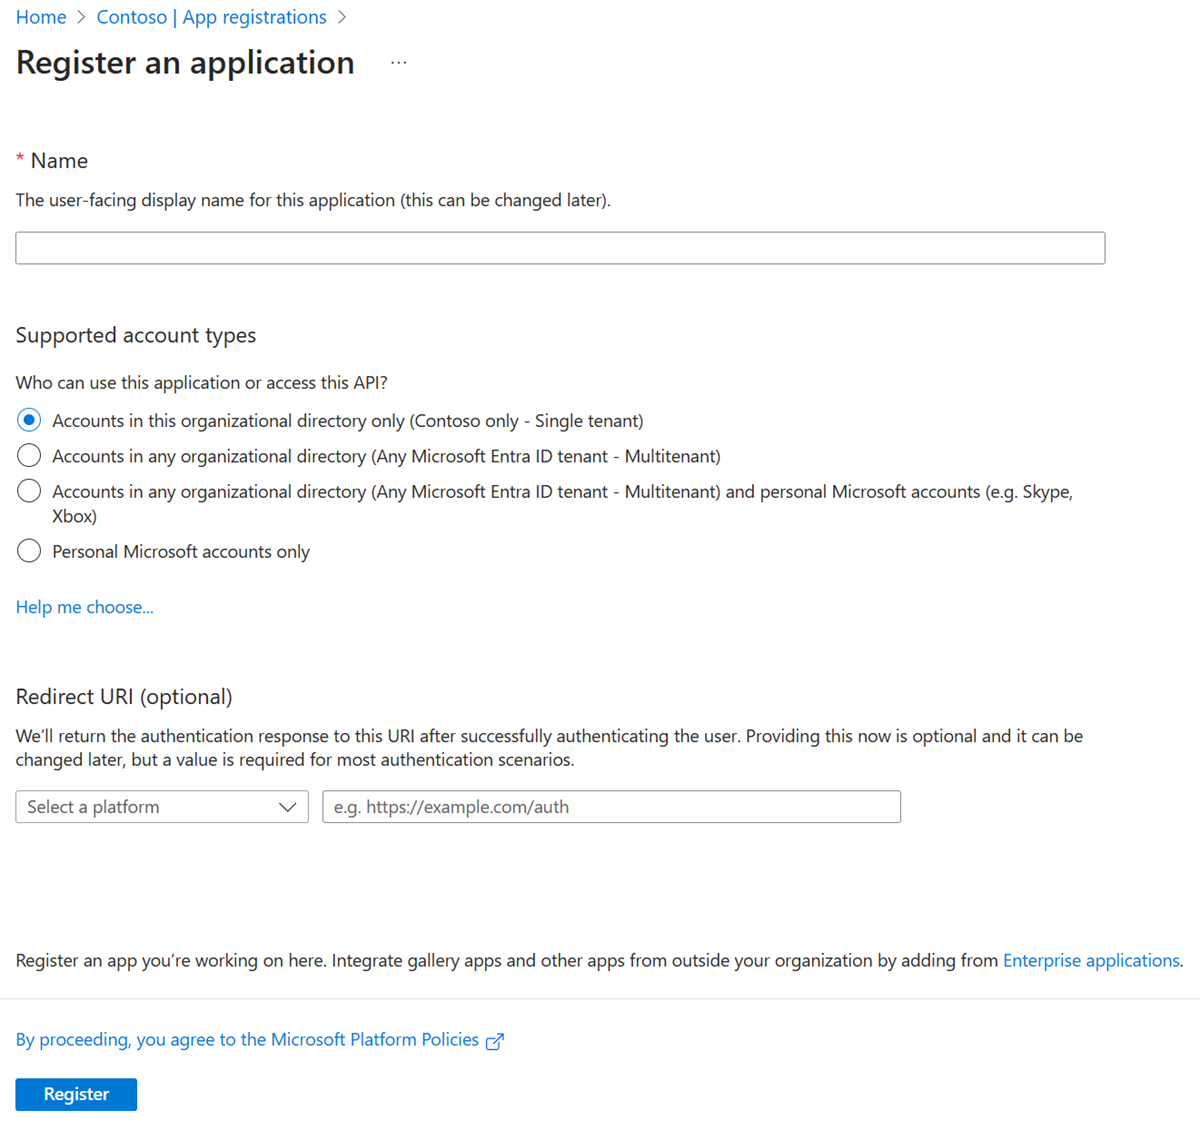 Home > Contoso | App registrations >
Register an application ...
* Name
The user-facing display name for this application (this can be changed later).
Supported account types
Who can use this application or access this API?
Accounts in this organizational directory only (Contoso only - Single tenant)
Accounts in any organizational directory (Any Microsoft Entra ID tenant - Multitenant)
Accounts in any organizational directory (Any Microsoft Entra ID tenant - Multitenant) and personal Microsoft accounts (e.g. Skype,
Xbox)
Personal Microsoft accounts only
Help me choose...
Redirect URI (optional)
We’ll return the authentication response to this URI after successfully authenticating the user. Providing this now is optional and it can be
changed later, but a value is required for most authentication scenarios.
Select a platform e.g. https://example.com/auth
Register an app you’re working on here. Integrate gallery apps and other apps from outside your organization by adding from Enterprise applications.
By proceeding, you agree to the Microsoft Platform Policies
Register